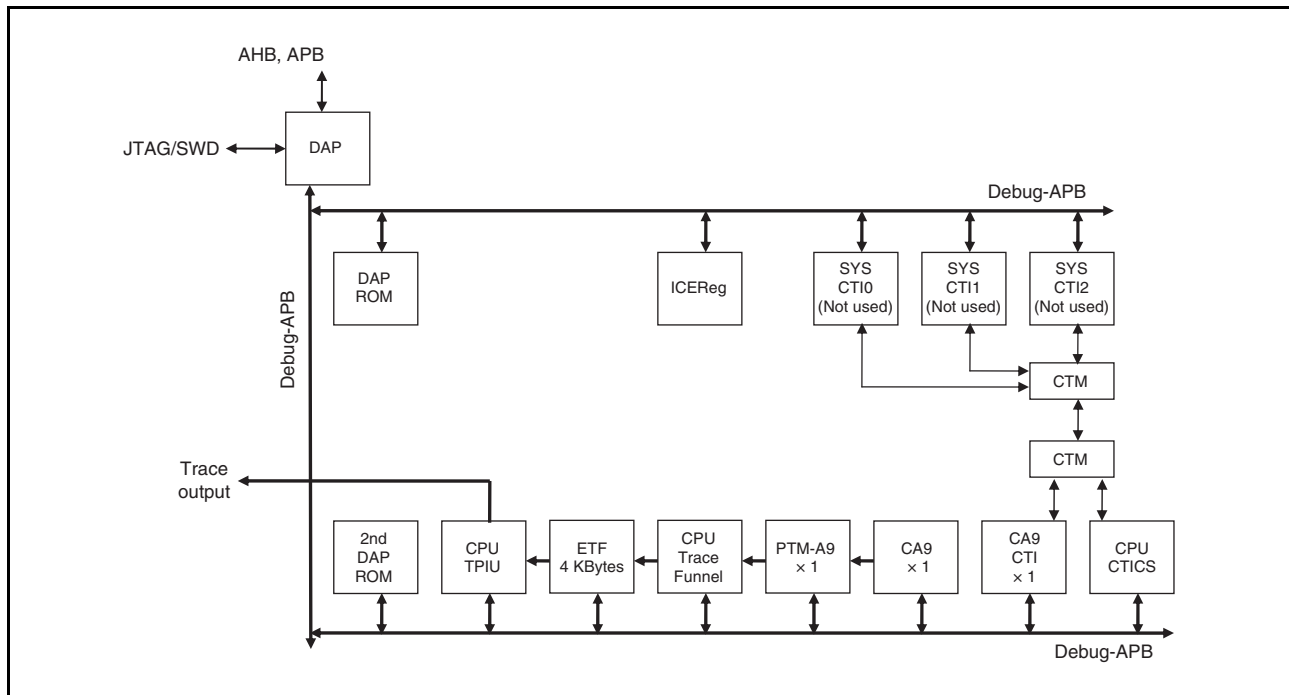 AHB, APB
JTAG/SWD
DAP
Debug-APB
DAP
ROM
ICEReg
SYS
CTI0
(Not used)
SYS
CTI1
(Not used)
SYS
CTI2
(Not used)
Debug-APB
CTM
CTM
Trace
output
2nd
DAP
ROM
CPU
TPIU
ETF
4 KBytes
CPU
Trace
Funnel
PTM-A9
× 1
CA9
× 1
CA9
CTI
× 1
CPU
CTICS
Debug-APB